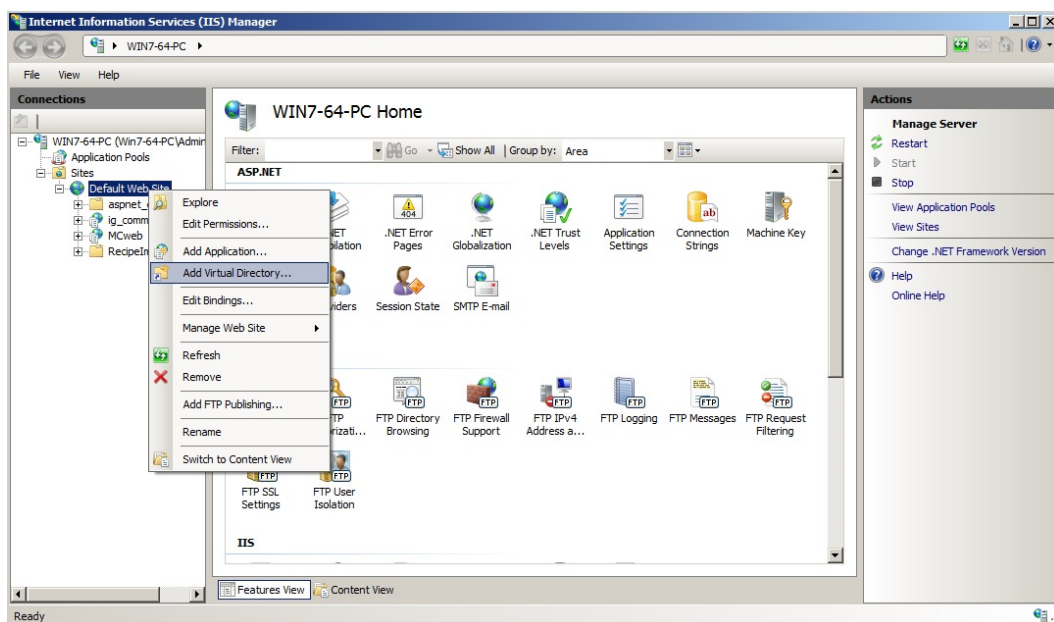 Internet Information Services (IIS) Manager
WIN7-64-PC
File View Help
Connections
WIN7-64-PC (Win7-64-PC\Admin
Application Pools
Sites
Default Web Site
aspnet_
ig_comm
MCweb
RecipeIm
Explore
Edit Permissions...
Add Application...
Add Virtual Directory...
Edit Bindings...
Manage Web Site
Refresh
Remove
Add FTP Publishing...
Rename
Switch to Content View
WIN7-64-PC Home
Filter: Go Show All Group by: Area
ASP.NET
.NET Error Pages
.NET Globalization
.NET Trust Levels
Application Settings
Connection Strings
Machine Key
Session State
SMTP E-mail
FTP Directory Browsing
FTP Firewall Support
FTP IPv4 Address a...
FTP Logging
FTP Messages
FTP Request Filtering
FTP SSL Settings
FTP User Isolation
IIS
Features View Content View
Actions
Manage Server
Restart
Start
Stop
View Application Pools
View Sites
Change .NET Framework Version
Help
Online Help
Ready